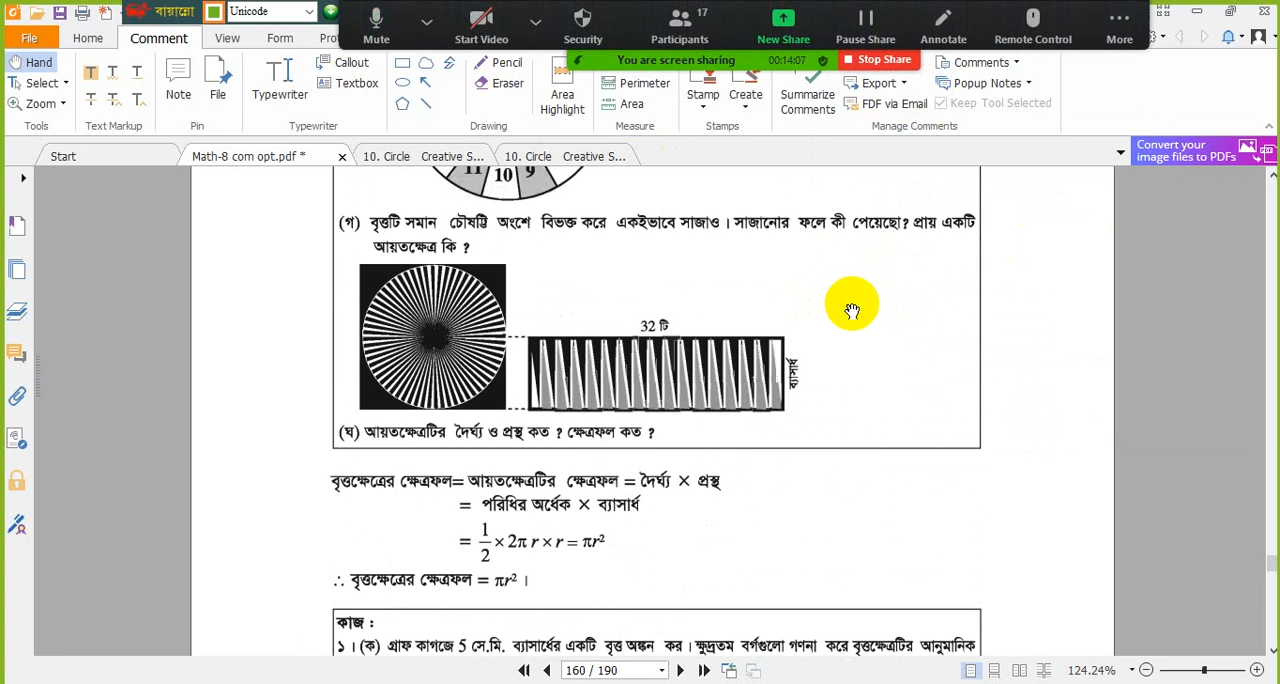 বায়ান্নো
Unicode
Mute
Start Video
Security
Participants
17
New Share
Pause Share
Annotate
Remote Control
More
You are screen sharing
00:14:07
Stop Share
File
Home
Comment
View
Form
Hand
Select
Zoom
Tools
Text Markup
Note
File
Pin
Typewriter
Callout
Textbox
Typewriter
Pencil
Eraser
Drawing
Area Highlight
Perimeter
Area
Measure
Stamp
Create
Stamps
Summarize Comments
Comments
Export
Popup Notes
FDF via Email
Keep Tool Selected
Manage Comments
Start
Math-8 com opt.pdf *
10. Circle Creative S...
10. Circle Creative S...
Convert your
image files to PDFs
11 10 9
(গ) বৃত্তটি সমান চৌষট্টি অংশে বিভক্ত করে একইভাবে সাজাও। সাজানোর ফলে কী পেয়েছো? প্রায় একটি
আয়তক্ষেত্র কি ?
32 টি
ব্যাসার্ধ
(ঘ) আয়তক্ষেত্রটির দৈর্ঘ্য ও প্রস্থ কত ? ক্ষেত্রফল কত ?
বৃত্তক্ষেত্রের ক্ষেত্রফল= আয়তক্ষেত্রটির ক্ষেত্রফল = দৈর্ঘ্য × প্রস্থ
= পরিধির অর্ধেক × ব্যাসার্ধ
= 1/2 × 2π r × r = πr²
∴ বৃত্তক্ষেত্রের ক্ষেত্রফল = πr² ।
কাজ :
১। (ক) গ্রাফ কাগজে 5 সে.মি. ব্যাসার্ধের একটি বৃত্ত অঙ্কন কর। ক্ষুদ্রতম বর্গগুলো গণনা করে বৃত্তক্ষেত্রটির আনুমানিক
160 / 190
124.24%